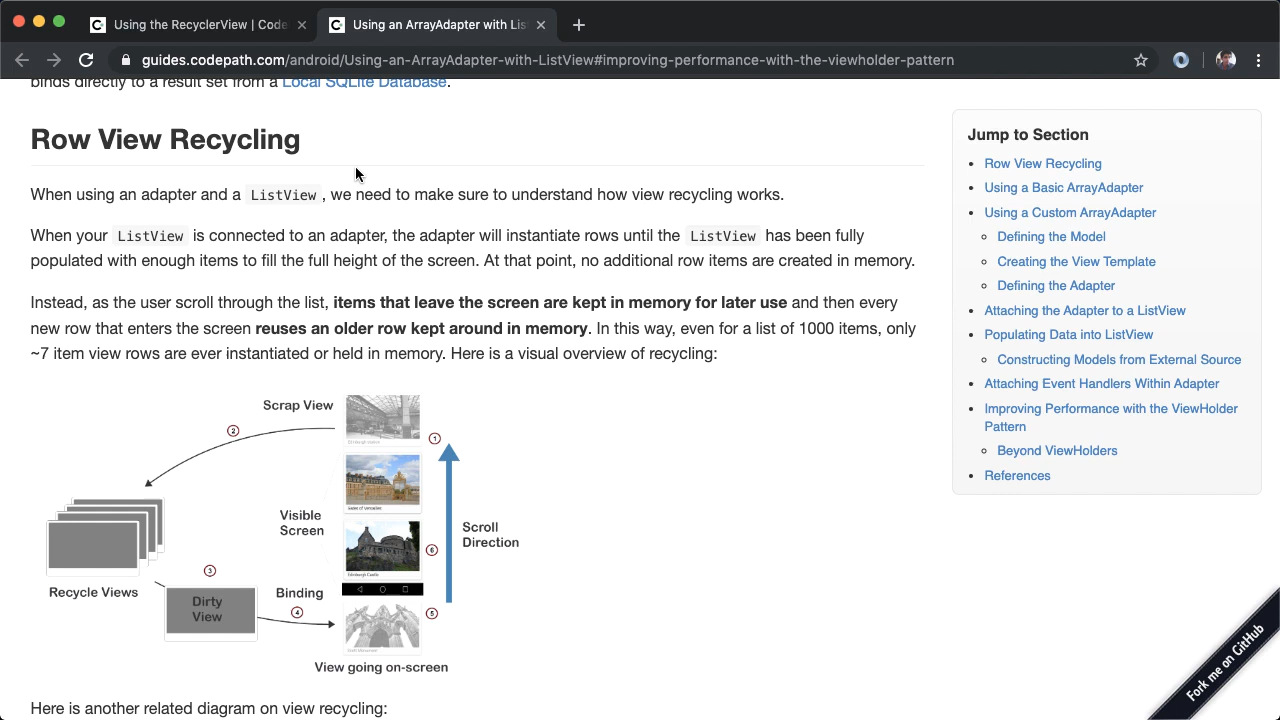 Using the RecyclerView | Code
Using an ArrayAdapter with Lis
guides.codepath.com/android/Using-an-ArrayAdapter-with-ListView#improving-performance-with-the-viewholder-pattern
binds directly to a result set from a Local SQLite Database.
Row View Recycling
When using an adapter and a ListView , we need to make sure to understand how view recycling works.
When your ListView is connected to an adapter, the adapter will instantiate rows until the ListView has been fully
populated with enough items to fill the full height of the screen. At that point, no additional row items are created in memory.
Instead, as the user scroll through the list, items that leave the screen are kept in memory for later use and then every
new row that enters the screen reuses an older row kept around in memory. In this way, even for a list of 1000 items, only
~7 item view rows are ever instantiated or held in memory. Here is a visual overview of recycling:
Scrap View
2
1
Visible
Screen
Scroll
Direction
6
3
Recycle Views
Dirty
View
Binding
4
5
Edinburgh Castle
View going on-screen
Here is another related diagram on view recycling:
Jump to Section
Row View Recycling
Using a Basic ArrayAdapter
Using a Custom ArrayAdapter
Defining the Model
Creating the View Template
Defining the Adapter
Attaching the Adapter to a ListView
Populating Data into ListView
Constructing Models from External Source
Attaching Event Handlers Within Adapter
Improving Performance with the ViewHolder
Pattern
Beyond ViewHolders
References
Fork me on GitHub